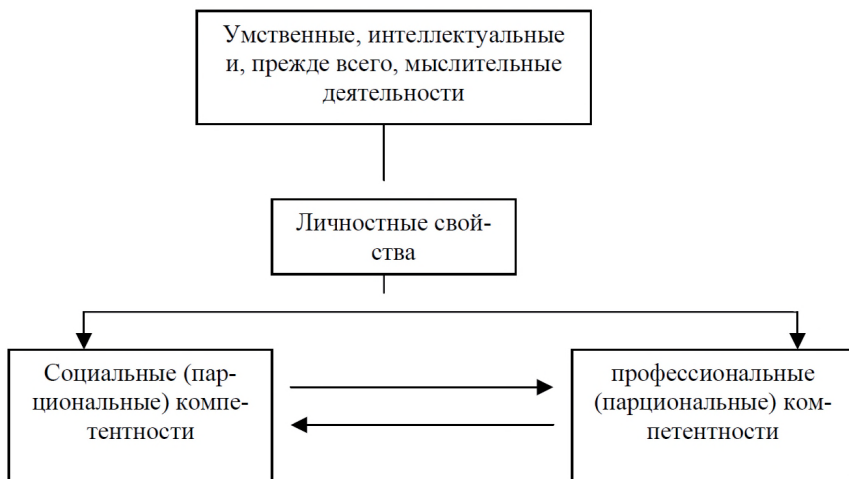 Умственные, интеллектуальные
и, прежде всего, мыслительные
деятельности
Личностные свой-
ства
Социальные (пар-
циональные) компе-
тентности
профессиональные
(парциональные) ком-
петентности